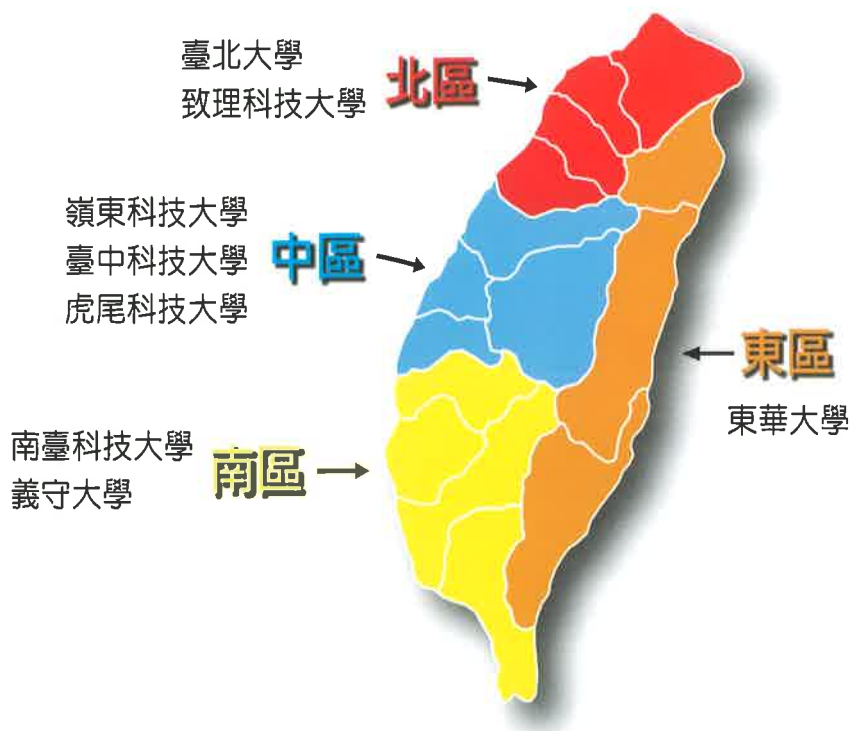 臺北大學
致理科技大學
北區
嶺東科技大學
臺中科技大學
虎尾科技大學
中區
東區
東華大學
南臺科技大學
義守大學
南區